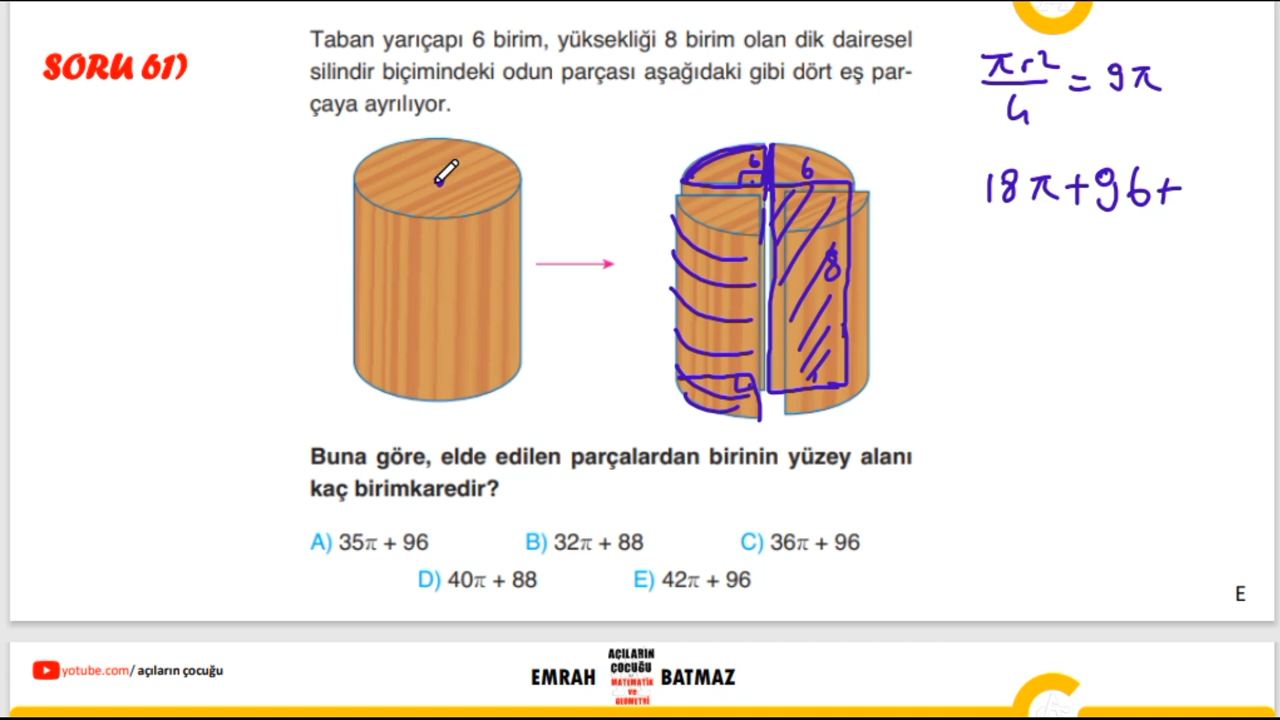 SORU 61)
Taban yarıçapı 6 birim, yüksekliği 8 birim olan dik dairesel
silindir biçimindeki odun parçası aşağıdaki gibi dört eş par-
çaya ayrılıyor.
πr²/4 = 9π
18π+96+
6
6
8
Buna göre, elde edilen parçalardan birinin yüzey alanı
kaç birimkaredir?
A) 35π + 96
B) 32π + 88
C) 36π + 96
D) 40π + 88
E) 42π + 96
E
yotube.com/ açıların çocuğu
EMRAH
AÇILARIN
ÇOCUĞU
MATEMATİK
ve
GEOMETRİ
BATMAZ